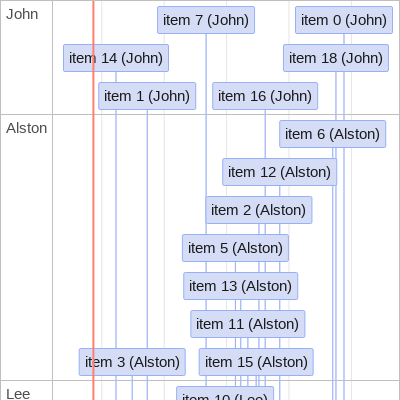 John
item 7 (John)
item 0 (John)
item 14 (John)
item 18 (John)
item 1 (John)
item 16 (John)
Alston
item 6 (Alston)
item 12 (Alston)
item 2 (Alston)
item 5 (Alston)
item 13 (Alston)
item 11 (Alston)
item 3 (Alston)
item 15 (Alston)
Lee
item 10 (Lee)